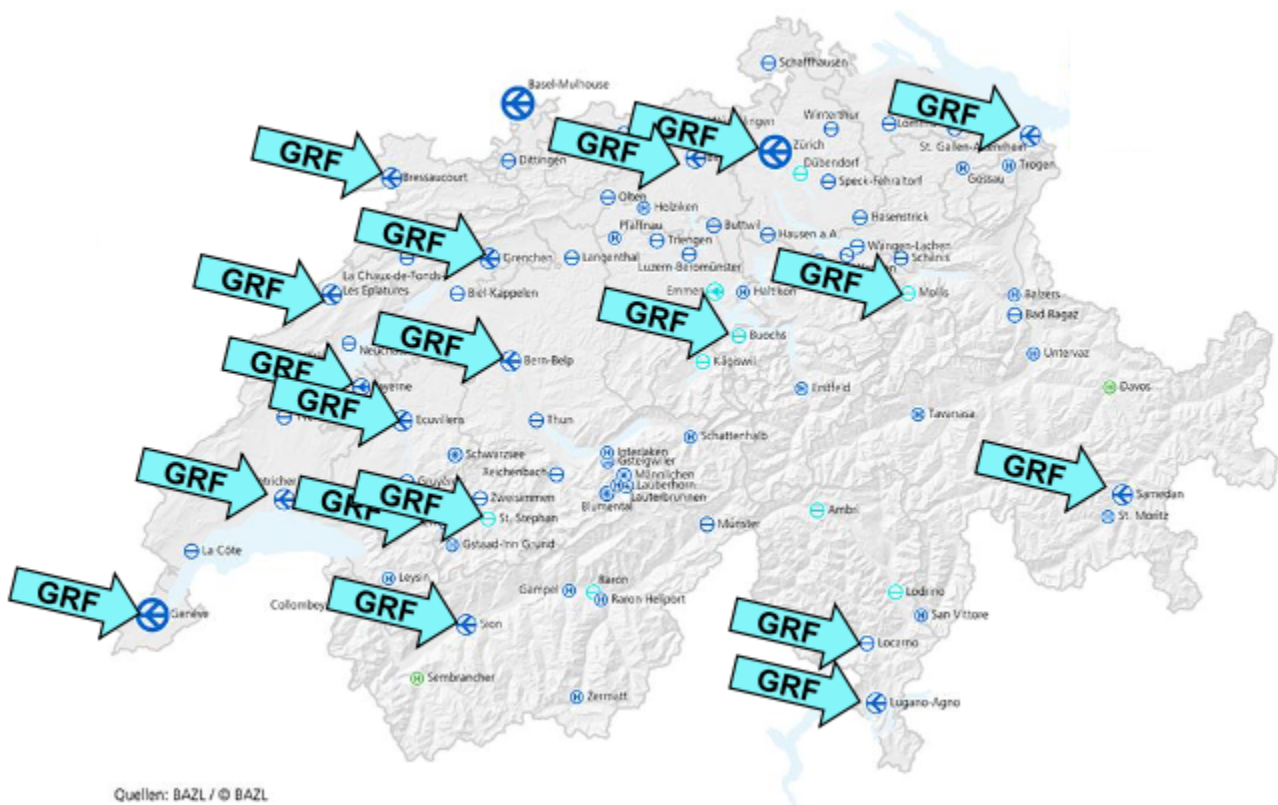 Schaffhausen
Basel-Mulhouse
GRF
GRF
Winterthur
GRF
Zürich
GRF
Dittingen
Dübendorf
St. Gallen-
Trogen
Gossau
Bressaucourt
Speck-Fehraltorf
Olten
Holziken
GRF
Pfaffnau
Buttwil
Hasenstrick
Triengen
Hausen a.A.
Wangen-Lachen
Grenchen
Langenthal
Luzern-Beromünster
Schänis
GRF
La Chaux-de-Fonds-
Les Eplatures
Biel-Kappelen
Emmen
Haltikon
GRF
Mollis
Balzers
Bad Ragaz
GRF
GRF
Buochs
GRF
Bern-Belp
Kägiswil
Untervaz
GRF
Erstfeld
Davos
Ecuvillens
Thun
Tavanasa
Schattenhalb
Schwarzsee
Interlaken
Gsteigwiler
GRF
Reichenbach
Männlichen
Lauberhorn
Lauterbrunnen
Blumental
GRF
Samedan
GRF
GRF
Zweisimmen
St. Stephan
Münster
Ambri
St. Moritz
Gstaad-Inn Grund
La Côte
Leysin
GRF
Genève
GRF
Sion
Gampel
Raron
Raron Heliport
Lodrino
San Vittore
GRF
Locarno
Sembrancher
Zermatt
GRF
Lugano-Agno
Quellen: BAZL / © BAZL